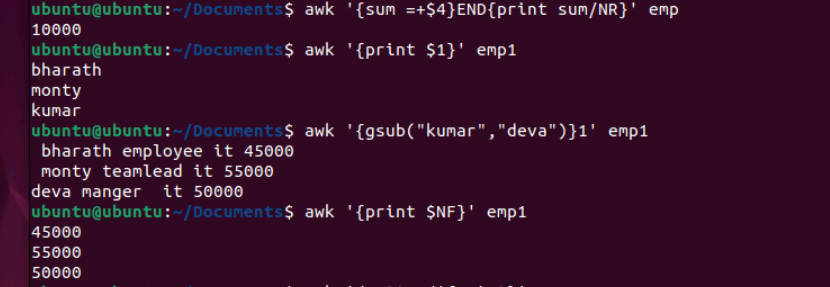 ubuntu@ubuntu:~/Documents$ awk '{sum =+$4}END{print sum/NR}' emp
10000
ubuntu@ubuntu:~/Documents$ awk '{print $1}' emp1
bharath
monty
kumar
ubuntu@ubuntu:~/Documents$ awk '{gsub("kumar","deva")}1' emp1
 bharath employee it 45000
 monty teamlead it 55000
deva manger  it 50000
ubuntu@ubuntu:~/Documents$ awk '{print $NF}' emp1
45000
55000
50000